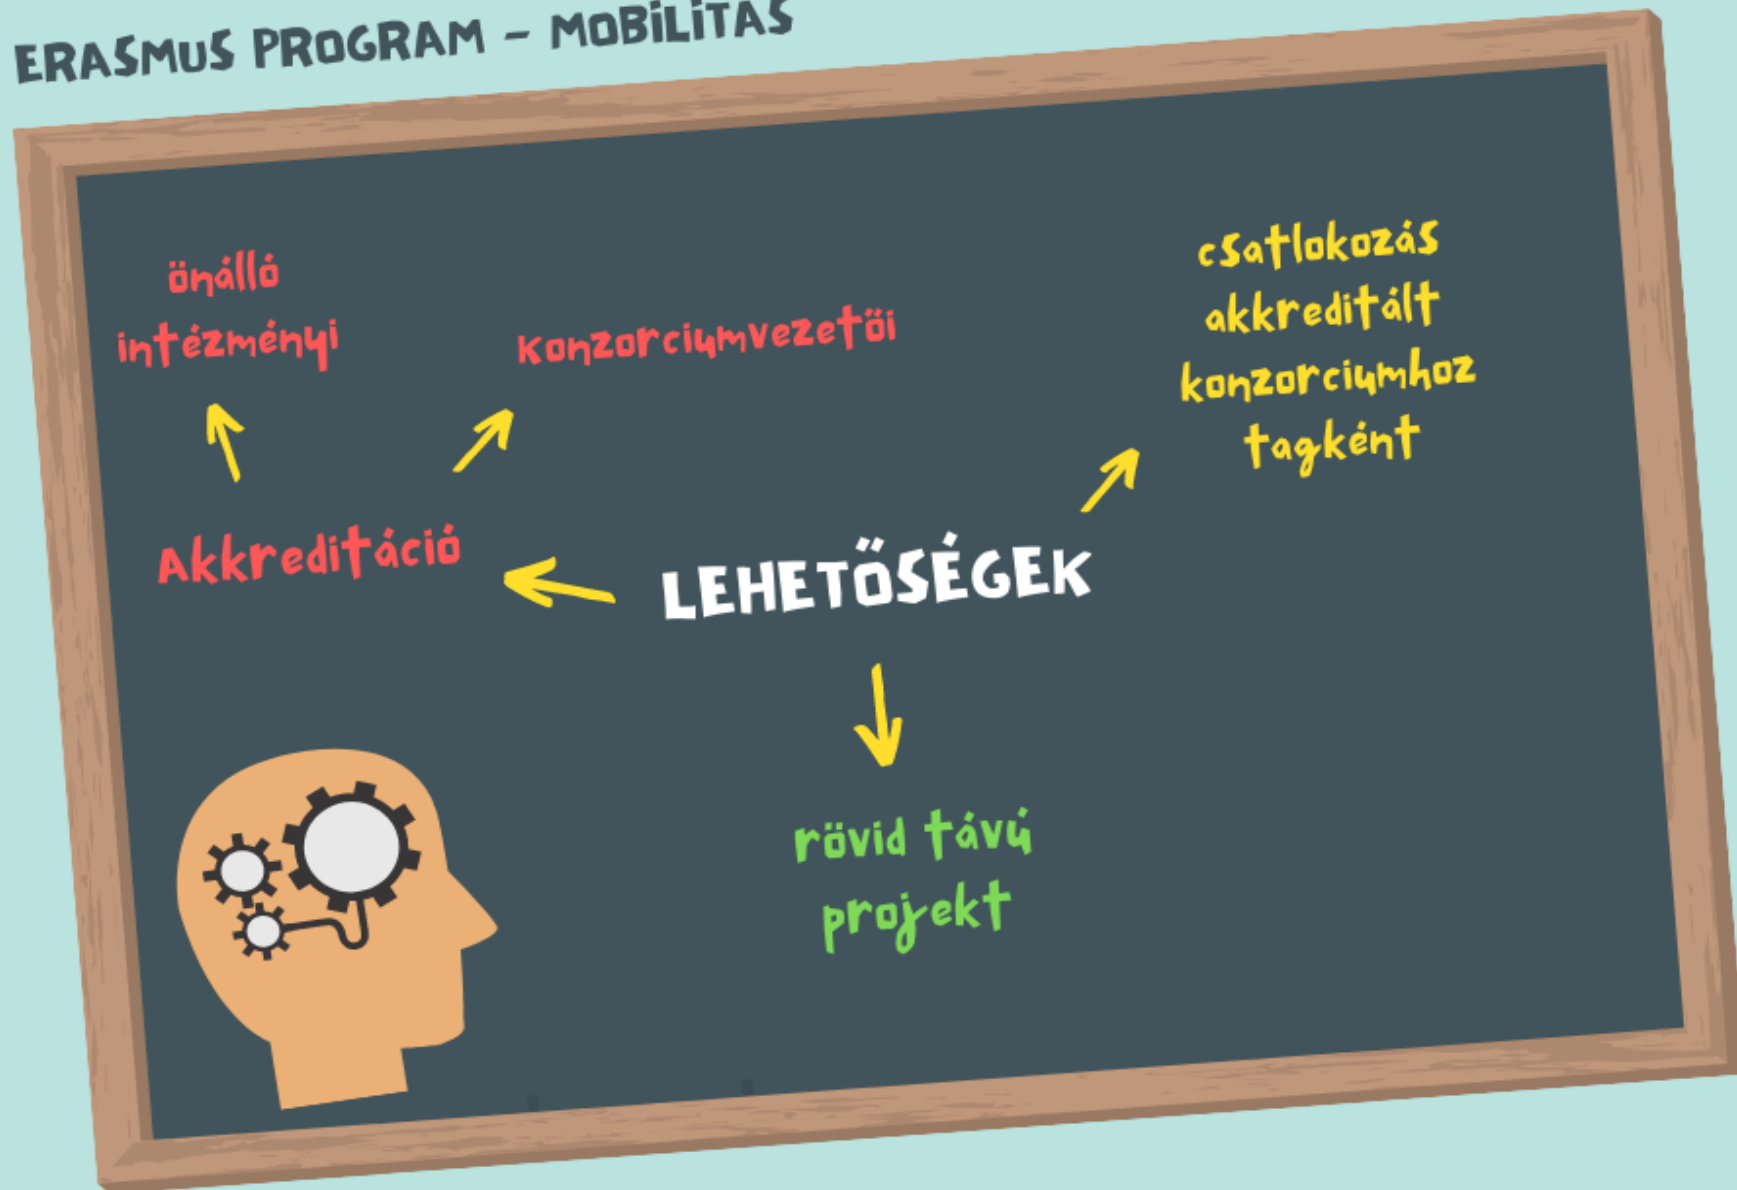 ERASMUS PROGRAM - MOBILITÁS
önálló
intézményi
Konzorciumvezetői
csatlokozás
akkreditált
konzorciumhoz
tagként
Akkreditáció
LEHETŐSÉGEK
rövid távú
projekt